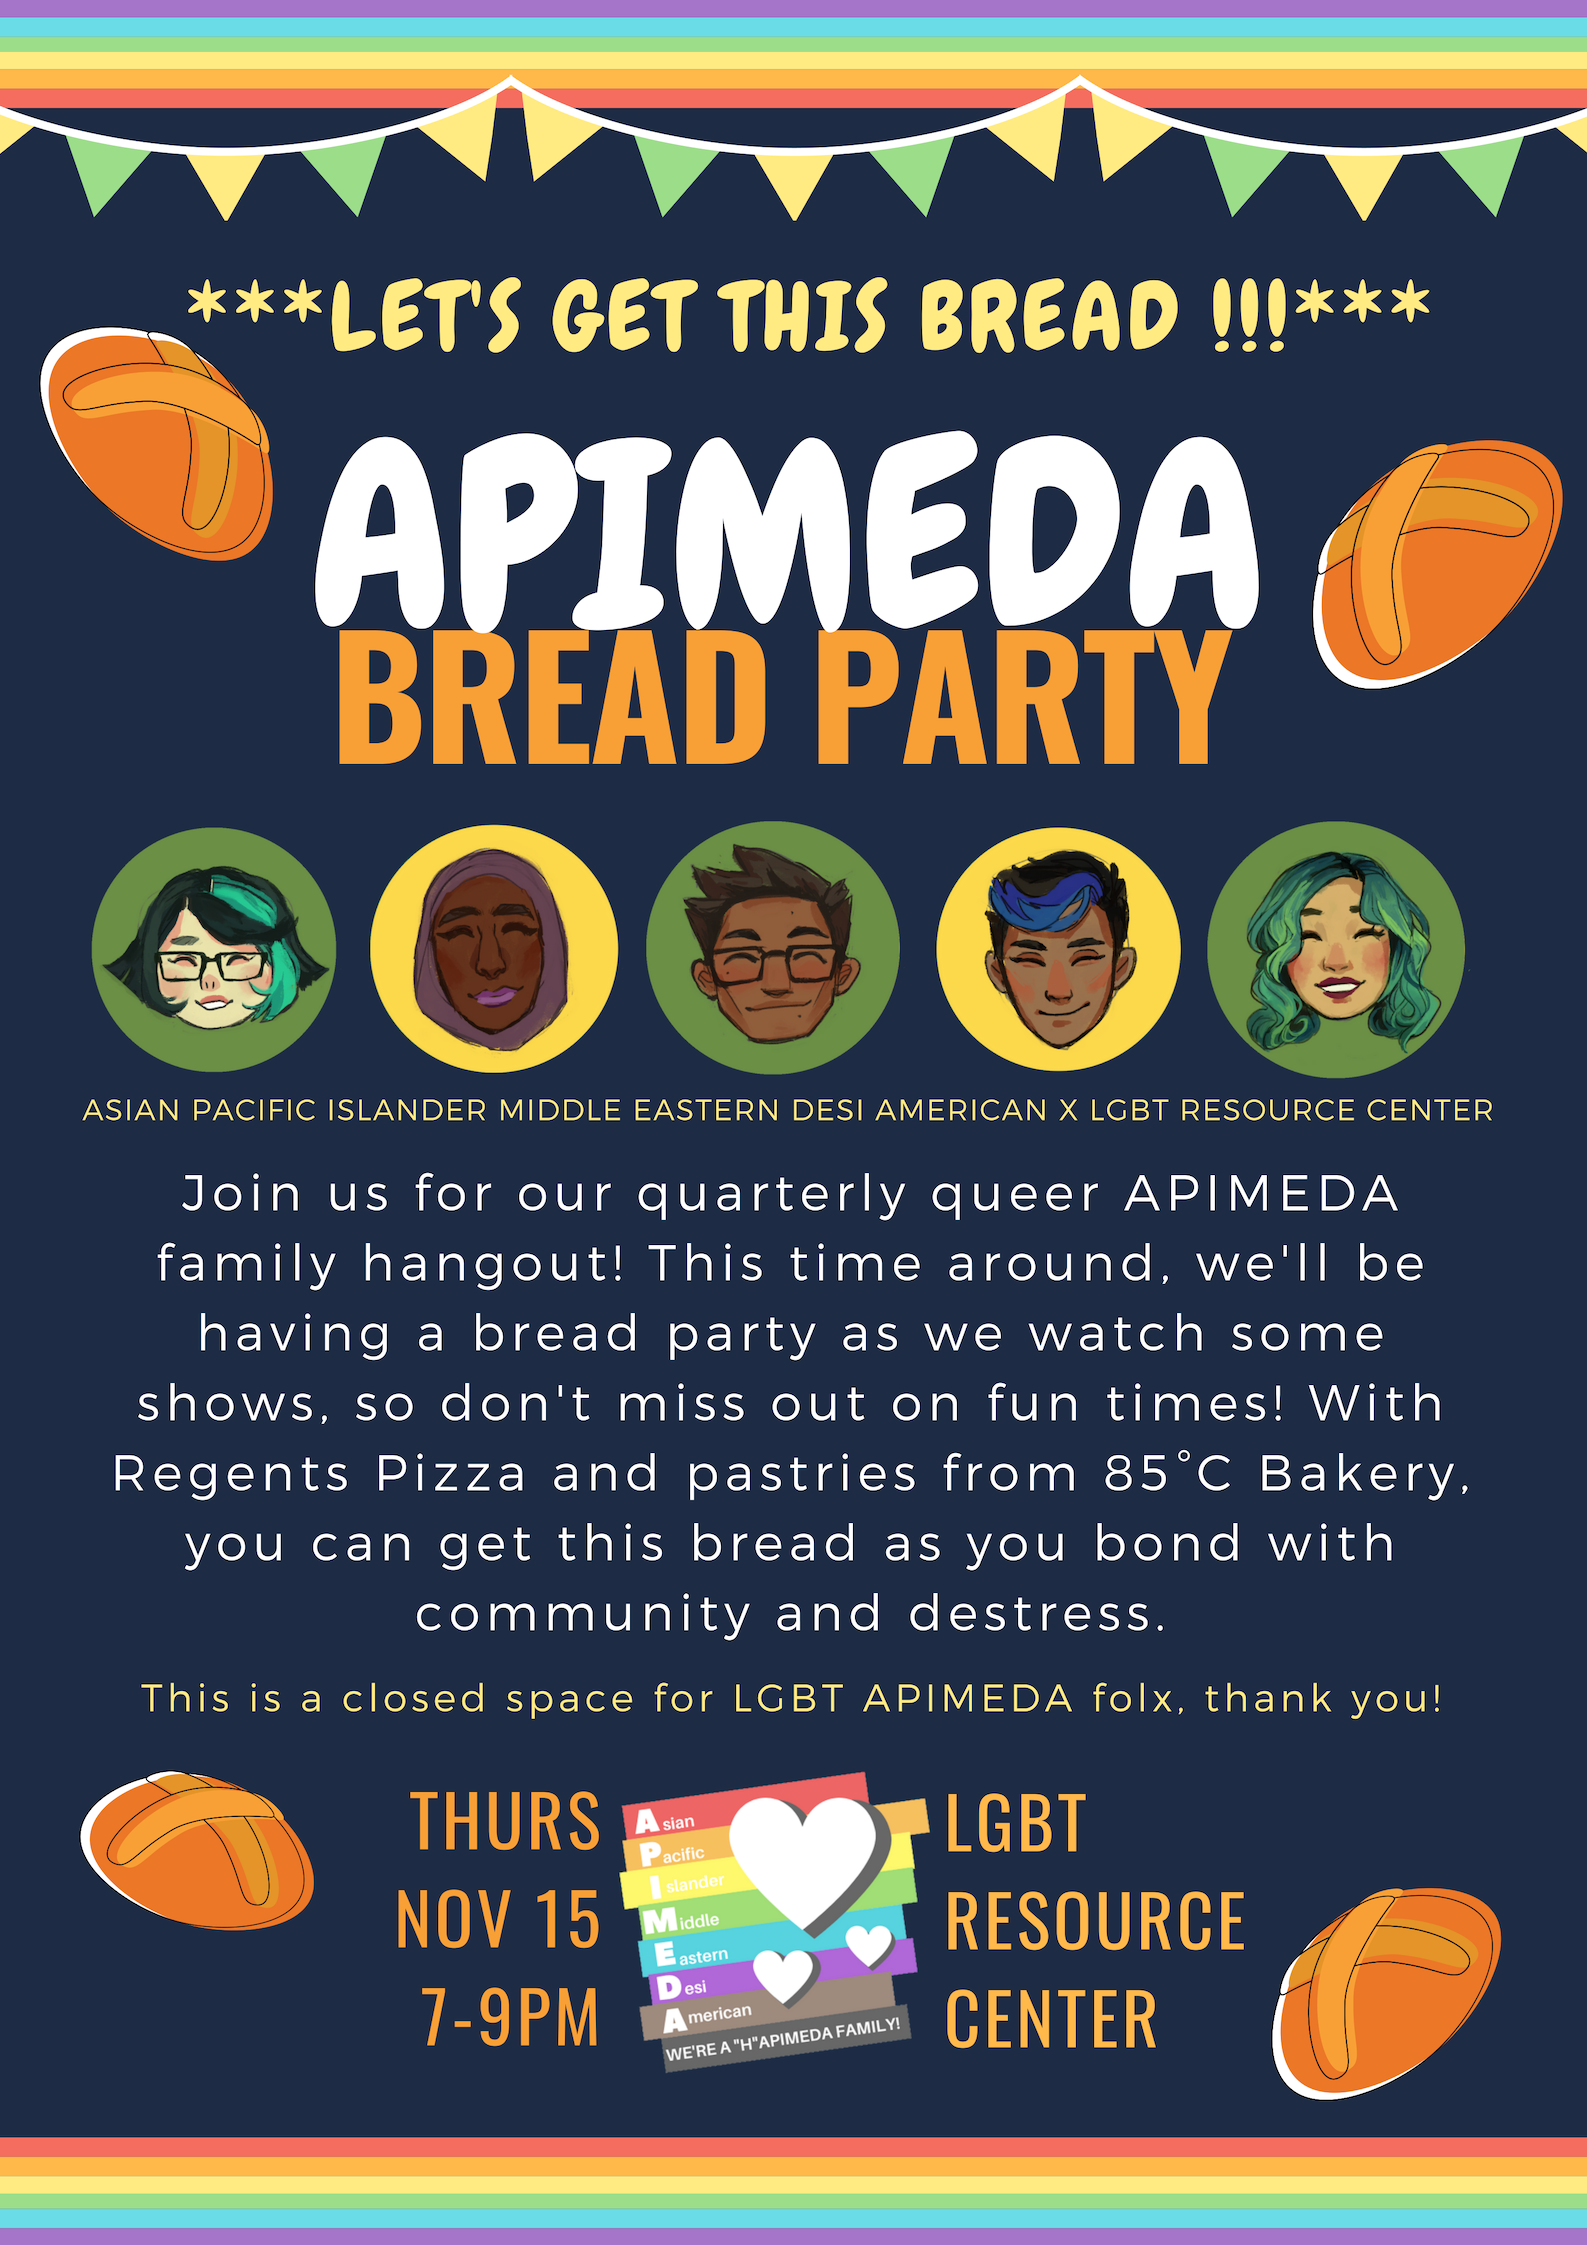 ***LET'S GET THIS BREAD !!!***
APIMEDA
BREAD PARTY
ASIAN PACIFIC ISLANDER MIDDLE EASTERN DESI AMERICAN X LGBT RESOURCE CENTER
Join us for our quarterly queer APIMEDA
family hangout! This time around, we'll be
having a bread party as we watch some
shows, so don't miss out on fun times! With
Regents Pizza and pastries from 85°C Bakery,
you can get this bread as you bond with
community and destress.
This is a closed space for LGBT APIMEDA folx, thank you!
THURS
NOV 15
7-9PM
Asian
Pacific
Islander
Middle
Eastern
Desi
American
WE'RE A "H"APIMEDA FAMILY!
LGBT
RESOURCE
CENTER